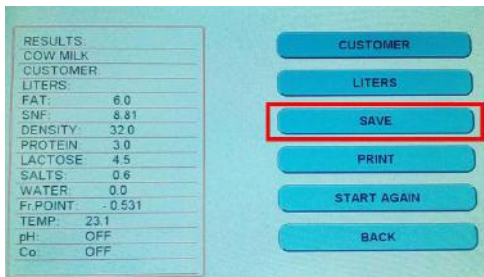 RESULTS:
COW MILK
CUSTOMER:
LITERS:
FAT: 6.0
SNF: 8.81
DENSITY: 32.0
PROTEIN: 3.0
LACTOSE: 4.5
SALTS: 0.6
WATER: 0.0
Fr.POINT: - 0.531
TEMP: 23.1
pH: OFF
Co: OFF
CUSTOMER
LITERS
SAVE
PRINT
START AGAIN
BACK